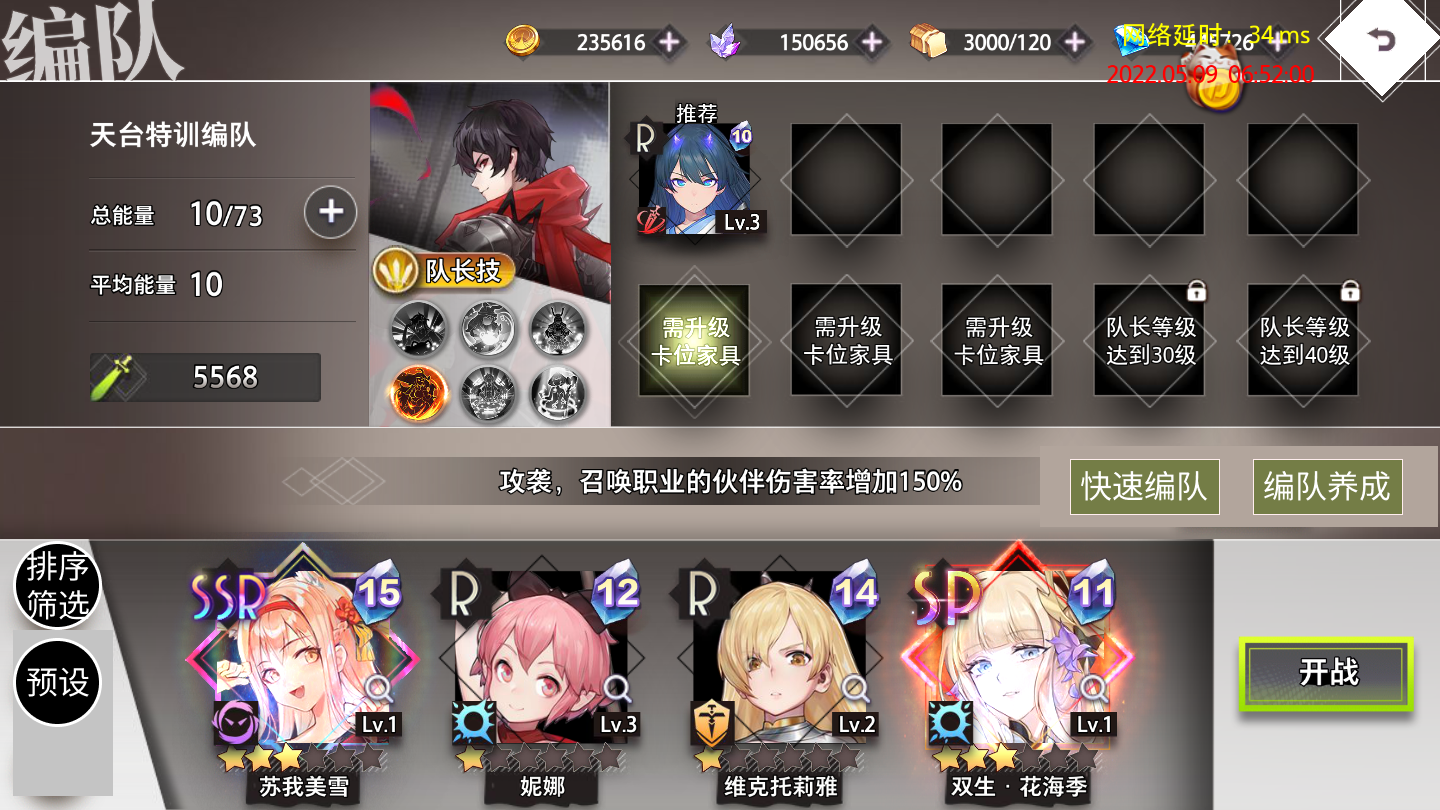 编队
235616
150656
3000/120
网络延时: 34 ms
2022.05.09 06:52:00
天台特训编队
总能量 10/73
平均能量 10
5568
队长技
推荐
R
10
Lv.3
需升级
卡位家具
需升级
卡位家具
需升级
卡位家具
队长等级
达到30级
队长等级
达到40级
攻袭，召唤职业的伙伴伤害率增加150%
快速编队
编队养成
排序
筛选
预设
SSR
15
Lv.1
苏我美雪
R
12
Lv.3
妮娜
R
14
Lv.2
维克托莉雅
SP
11
Lv.1
双生·花海季
开战